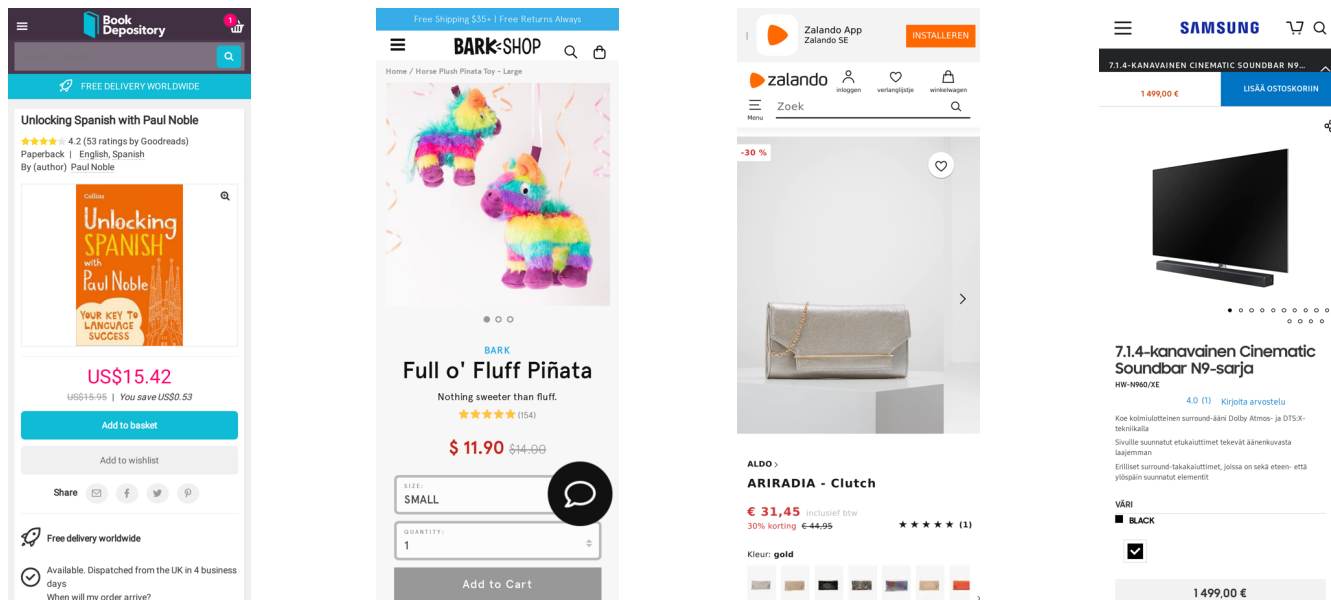 Book
Depository
1
FREE DELIVERY WORLDWIDE
Unlocking Spanish with Paul Noble
4.2 (53 ratings by Goodreads)
Paperback | English, Spanish
By (author) Paul Noble
Collins
Unlocking
SPANISH
with
Paul Noble
YOUR KEY TO
LANGUAGE
SUCCESS
US$15.42
US$15.95 | You save US$0.53
Add to basket
Add to wishlist
Share
Free delivery worldwide
Available. Dispatched from the UK in 4 business
days
When will my order arrive?
Free Shipping $35+ | Free Returns Always
BARK SHOP
Home / Horse Plush Pinata Toy - Large
BARK
Full o' Fluff Piñata
Nothing sweeter than fluff.
(154)
$ 11.90 $14.00
SIZE:
SMALL
QUANTITY:
1
Add to Cart
Zalando App
Zalando SE
INSTALLEREN
zalando
inloggen
verlanglijstje
winkelwagen
Menu
Zoek
-30 %
ALDO
ARIRADIA - Clutch
€ 31,45 inclusief btw
30% korting € 44,95
(1)
Kleur: gold
SAMSUNG
7.1.4-KANAVAINEN CINEMATIC SOUNDBAR N9...
1 499,00 €
LISÄÄ OSTOSKORIIN
7.1.4-kanavainen Cinematic
Soundbar N9-sarja
HW-N960/XE
4.0 (1) Kirjoita arvostelu
Koe kolmiulotteinen surround-ääni Dolby Atmos- ja DTS:X-
tekniikalla
Sivuille suunnatut etukaiuttimet tekevät äänenkuvasta
laajemman
Erilliset surround-takakaiuttimet, joissa on sekä eteen- että
ylöspäin suunnatut elementit
VÄRI
BLACK
1 499,00 €